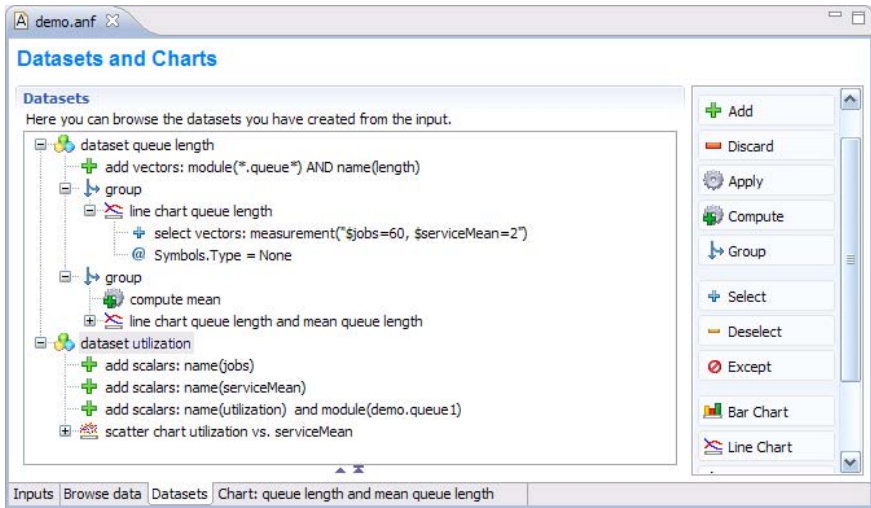 demo.anf
Datasets and Charts
Datasets
Here you can browse the datasets you have created from the input.
dataset queue length
add vectors: module(*.queue*) AND name(length)
group
line chart queue length
select vectors: measurement("$jobs=60, $serviceMean=2")
@ Symbols.Type = None
group
compute mean
line chart queue length and mean queue length
dataset utilization
add scalars: name(jobs)
add scalars: name(serviceMean)
add scalars: name(utilization) and module(demo.queue1)
scatter chart utilization vs. serviceMean
Add
Discard
Apply
Compute
Group
Select
Deselect
Except
Bar Chart
Line Chart
Inputs Browse data Datasets Chart: queue length and mean queue length